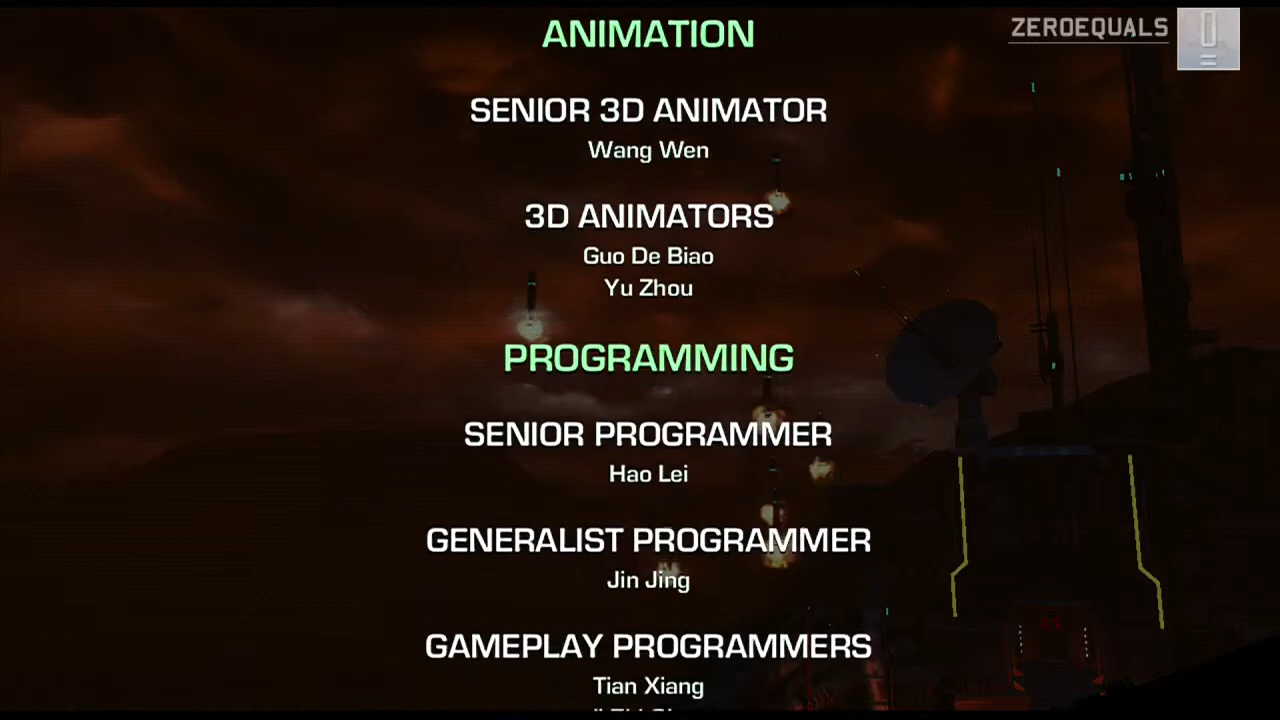 ANIMATION
ZEROEQUALS
SENIOR 3D ANIMATOR
Wang Wen
3D ANIMATORS
Guo De Biao
Yu Zhou
PROGRAMMING
SENIOR PROGRAMMER
Hao Lei
GENERALIST PROGRAMMER
Jin Jing
GAMEPLAY PROGRAMMERS
Tian Xiang